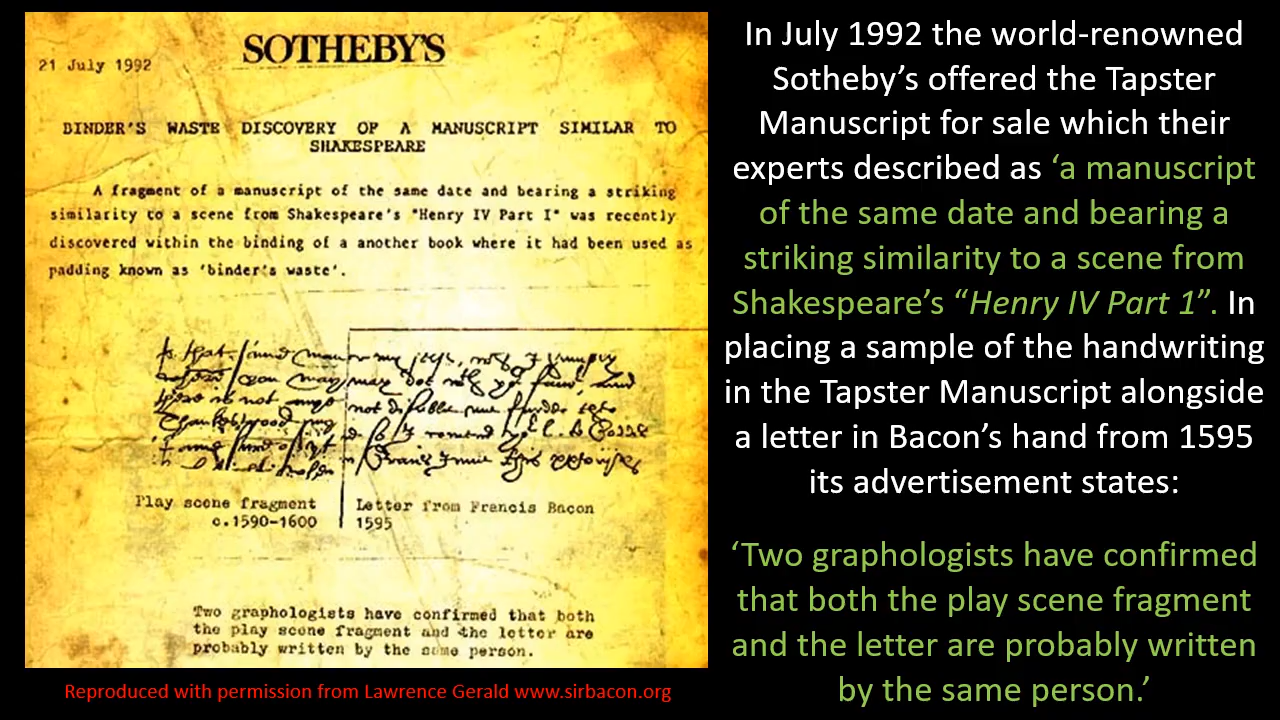 SOTHEBY'S
21 July 1992
BINDER'S WASTE DISCOVERY OF A MANUSCRIPT SIMILAR TO
SHAKESPEARE
A fragment of a manuscript of the same date and bearing a striking
similarity to a scene from Shakespeare's "Henry IV Part I" was recently
discovered within the binding of a another book where it had been used as
padding known as 'binder's waste'.
Play scene fragment
c.1590-1600
Letter from Francis Bacon
1595
Two graphologists have confirmed that both
the play scene fragment and the letter are
probably written by the same person.
Reproduced with permission from Lawrence Gerald www.sirbacon.org
In July 1992 the world-renowned
Sotheby’s offered the Tapster
Manuscript for sale which their
experts described as ‘a manuscript
of the same date and bearing a
striking similarity to a scene from
Shakespeare’s “Henry IV Part 1”. In
placing a sample of the handwriting
in the Tapster Manuscript alongside
a letter in Bacon’s hand from 1595
its advertisement states:
‘Two graphologists have confirmed
that both the play scene fragment
and the letter are probably written
by the same person.’